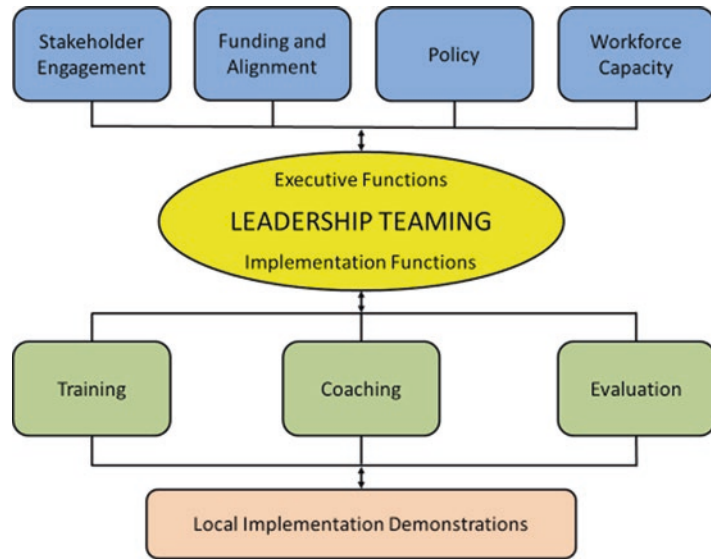 Stakeholder
Engagement
Funding and
Alignment
Policy
Workforce
Capacity
Executive Functions
LEADERSHIP TEAMING
Implementation Functions
Training
Coaching
Evaluation
Local Implementation Demonstrations